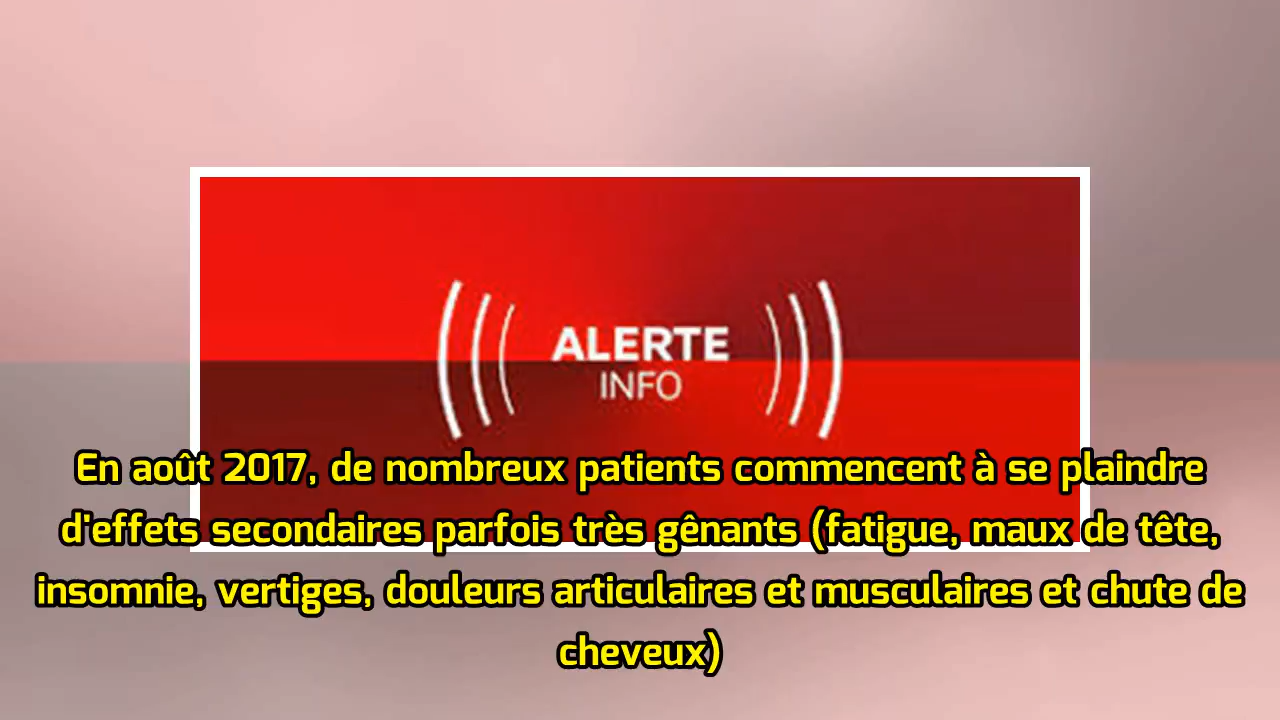 ALERTE
INFO
En août 2017, de nombreux patients commencent à se plaindre
d'effets secondaires parfois très gênants (fatigue, maux de tête,
insomnie, vertiges, douleurs articulaires et musculaires et chute de
cheveux)